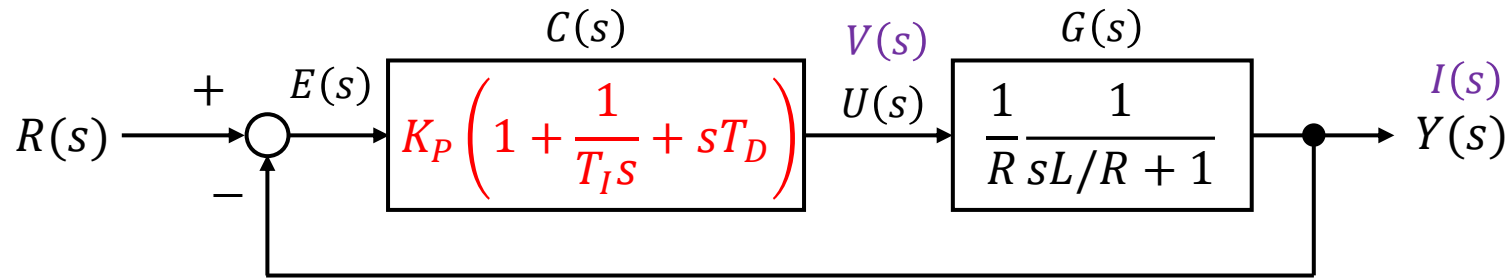 C(s)
V(s)
G(s)
I(s)
R(s)
+
−
E(s)
K_P(1 + 1/(T_I s) + sT_D)
U(s)
1/R 1/(sL/R + 1)
Y(s)